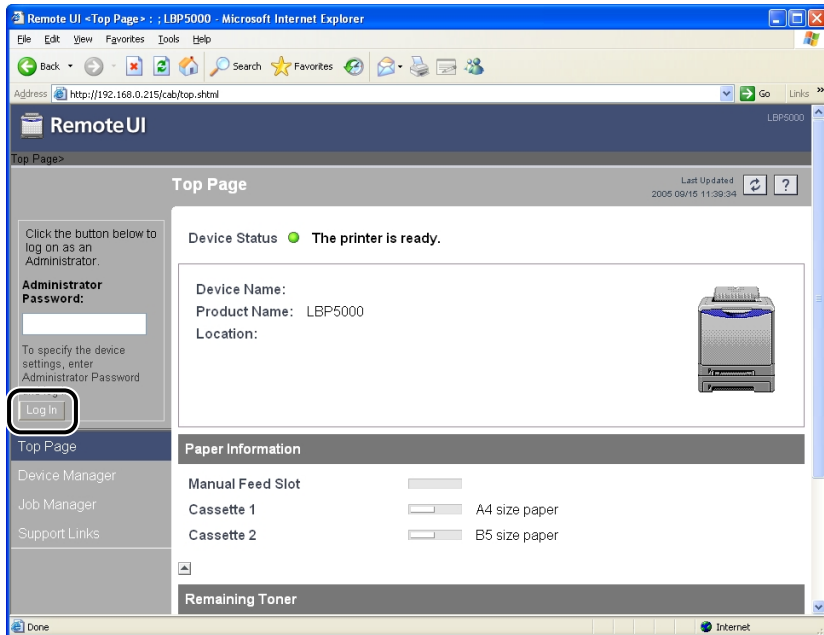 Remote UI <Top Page> : ; LBP5000 - Microsoft Internet Explorer
File Edit View Favorites Tools Help
Back Search Favorites
Address http://192.168.0.215/cab/top.shtml Go Links »
RemoteUI
LBP5000
Top Page>
Top Page
Last Updated
2005 09/15 11:39:34
?
Click the button below to
log on as an
Administrator.
Administrator
Password:
To specify the device
settings, enter
Administrator Password
Log In
Top Page
Device Manager
Job Manager
Support Links
Device Status The printer is ready.
Device Name:
Product Name: LBP5000
Location:
Paper Information
Manual Feed Slot
Cassette 1 A4 size paper
Cassette 2 B5 size paper
Remaining Toner
Done
Internet